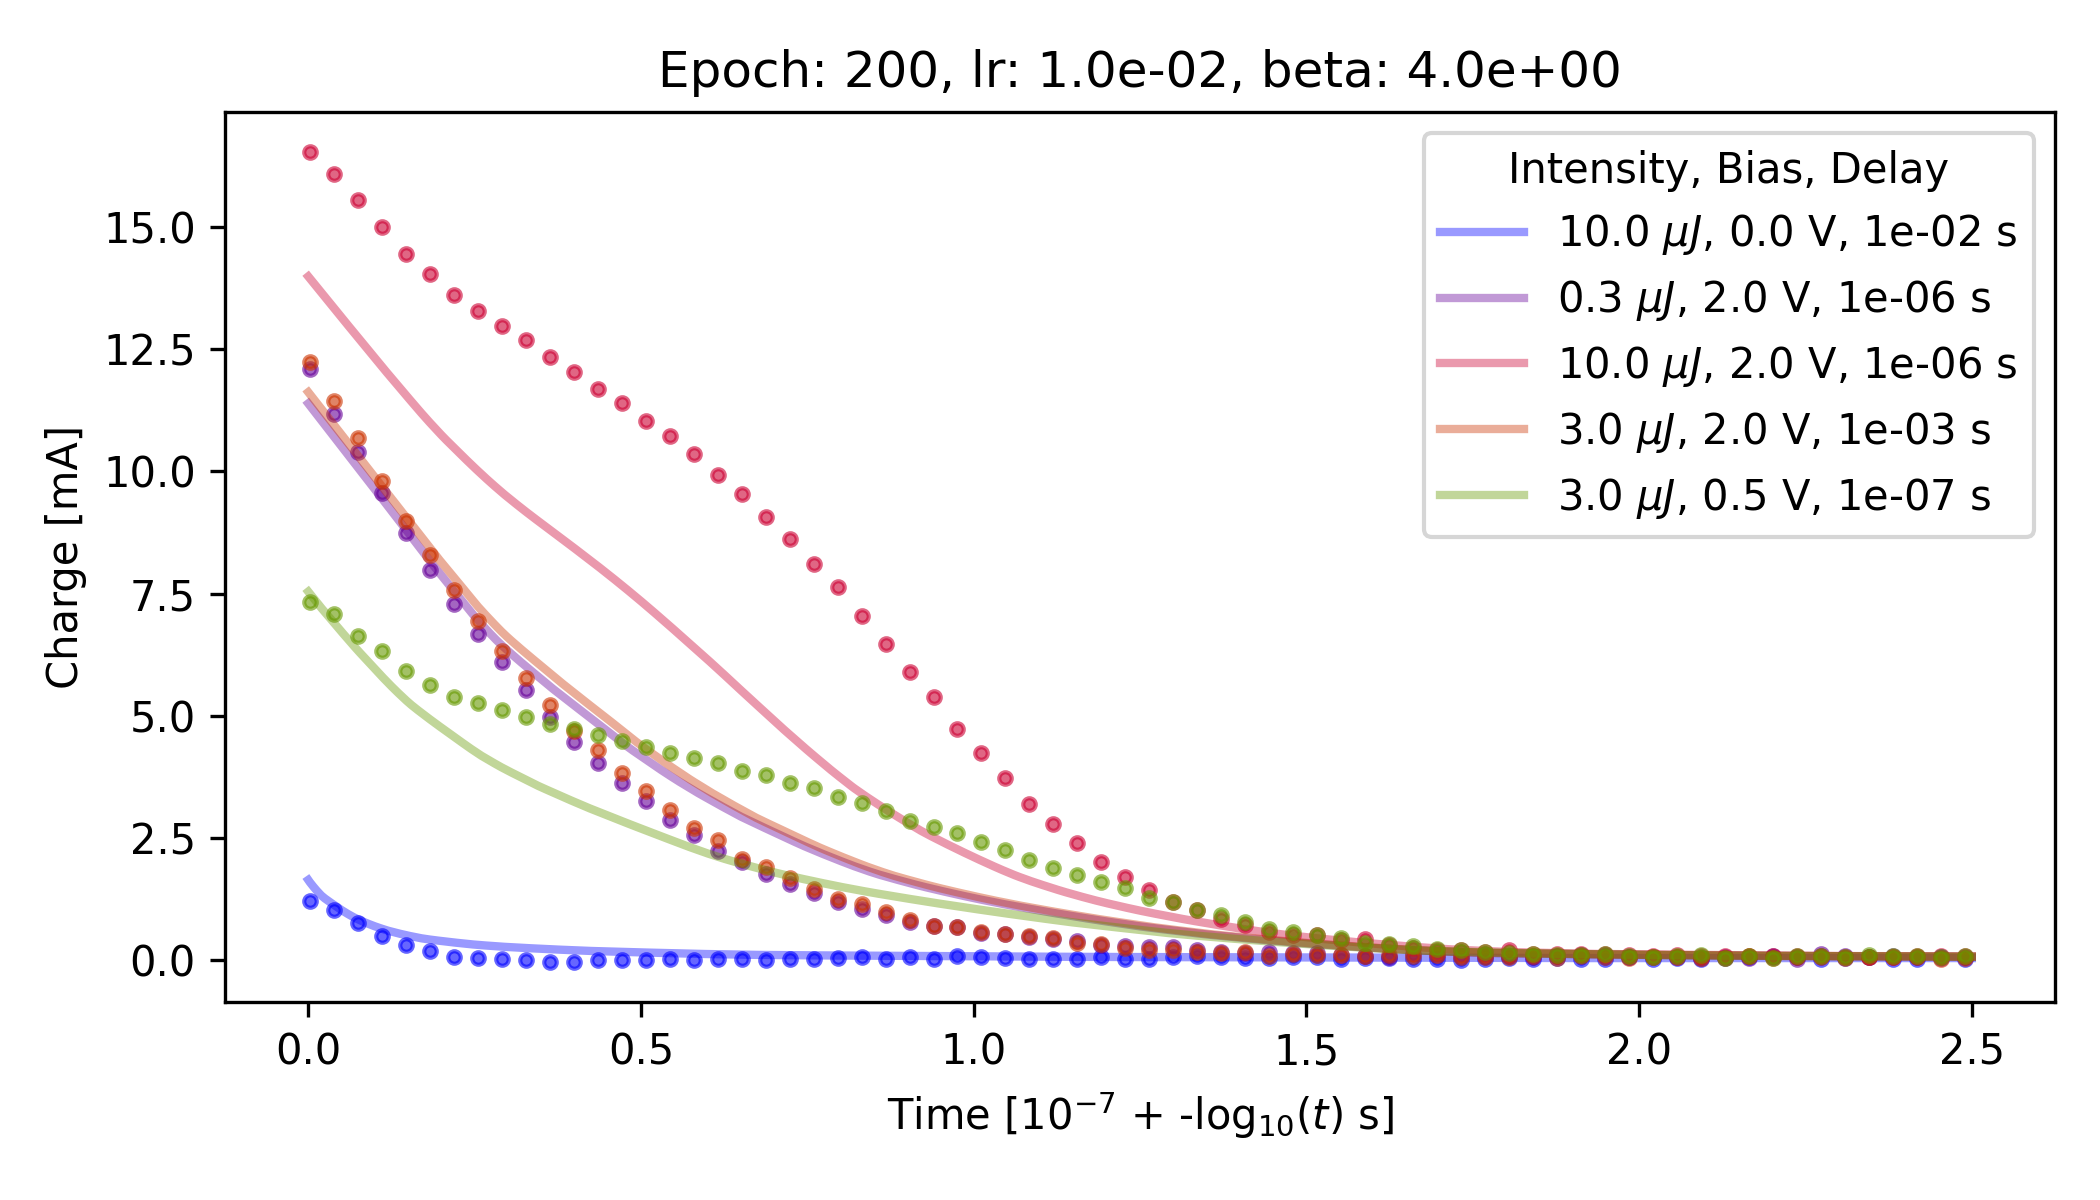 Epoch: 200, lr: 1.0e-02, beta: 4.0e+00
Charge [mA]
15.0
12.5
10.0
7.5
5.0
2.5
0.0
Intensity, Bias, Delay
10.0 μJ, 0.0 V, 1e-02 s
0.3 μJ, 2.0 V, 1e-06 s
10.0 μJ, 2.0 V, 1e-06 s
3.0 μJ, 2.0 V, 1e-03 s
3.0 μJ, 0.5 V, 1e-07 s
0.0 0.5 1.0 1.5 2.0 2.5
Time [10⁻⁷ + -log₁₀(t) s]